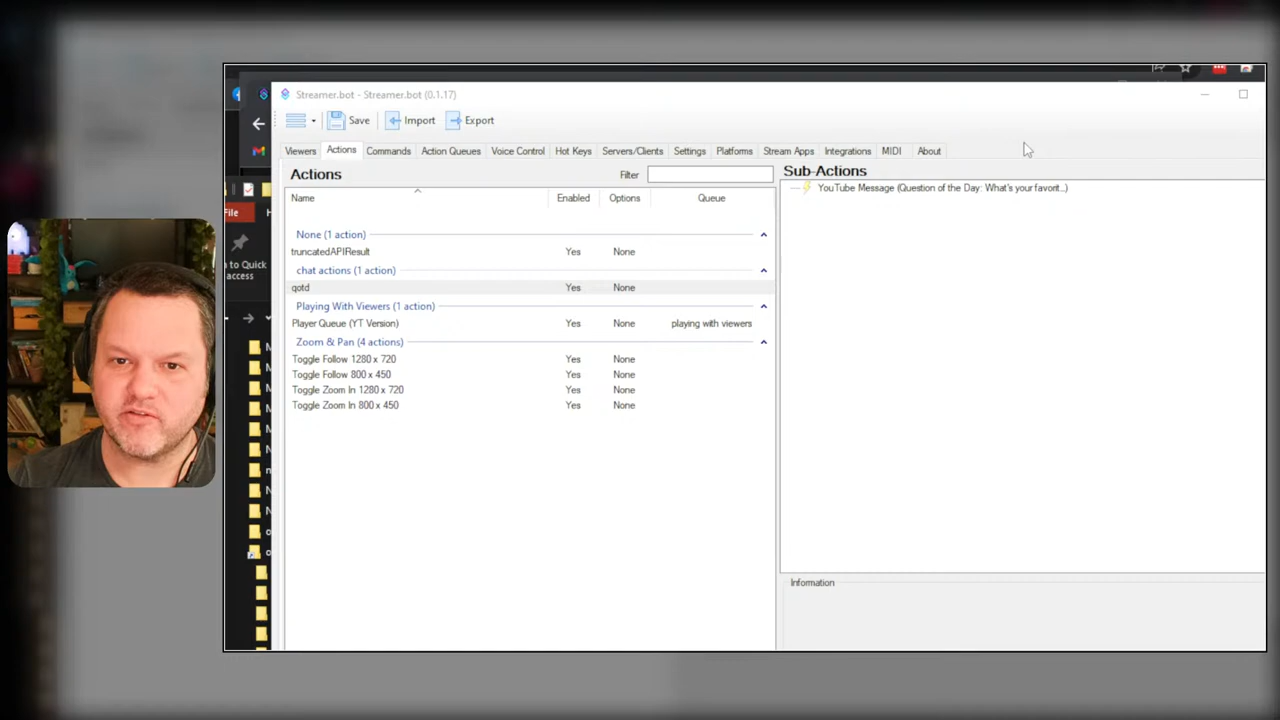 Streamer.bot - Streamer.bot (0.1.17)
Save Import Export
Viewers Actions Commands Action Queues Voice Control Hot Keys Servers/Clients Settings Platforms Stream Apps Integrations MIDI About
Actions Filter Sub-Actions
Name Enabled Options Queue
YouTube Message (Question of the Day: What's your favorit...)
None (1 action)
truncatedAPIResult Yes None
chat actions (1 action)
qotd Yes None
Playing With Viewers (1 action)
Player Queue (YT Version) Yes None playing with viewers
Zoom & Pan (4 actions)
Toggle Follow 1280 x 720 Yes None
Toggle Follow 800 x 450 Yes None
Toggle Zoom In 1280 x 720 Yes None
Toggle Zoom In 800 x 450 Yes None
Information
File
to Quick
access